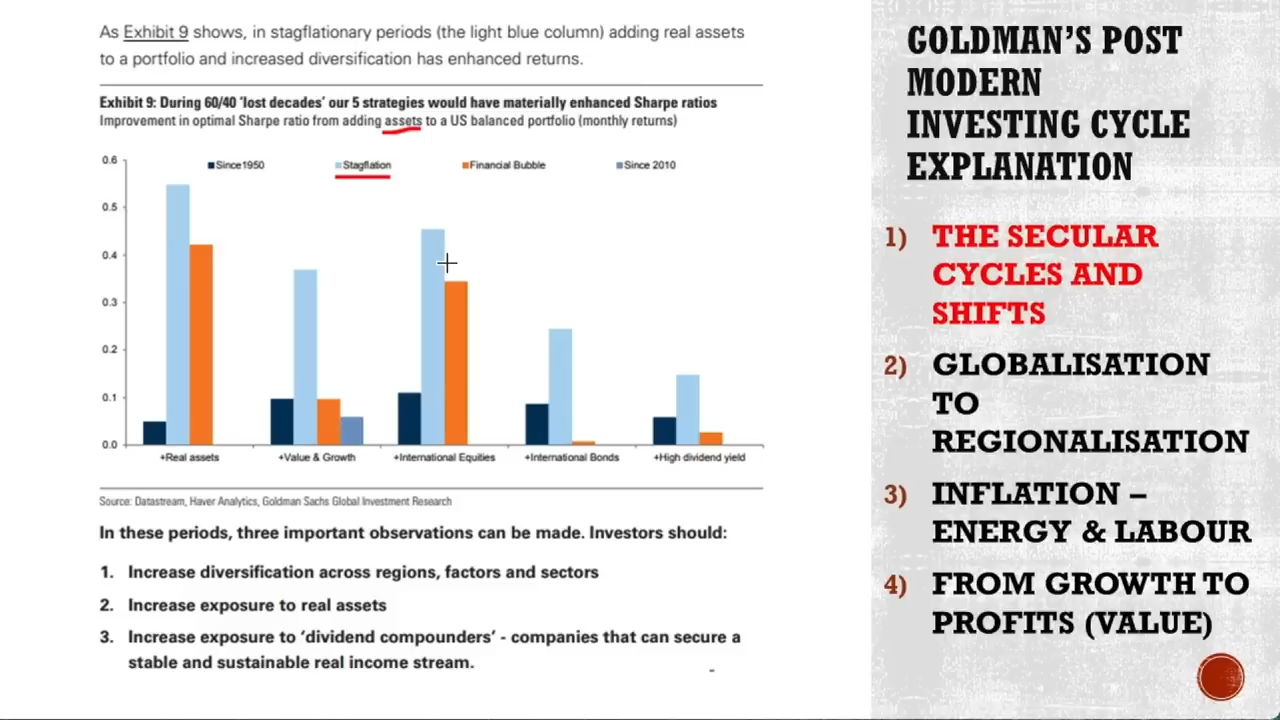 As Exhibit 9 shows, in stagflationary periods (the light blue column) adding real assets
to a portfolio and increased diversification has enhanced returns.
Exhibit 9: During 60/40 'lost decades' our 5 strategies would have materially enhanced Sharpe ratios
Improvement in optimal Sharpe ratio from adding assets to a US balanced portfolio (monthly returns)
0.6
Since1950 Stagflation Financial Bubble Since 2010
0.5
0.4
0.3
0.2
0.1
0.0
+Real assets +Value & Growth +International Equities +International Bonds +High dividend yield
Source: Datastream, Haver Analytics, Goldman Sachs Global Investment Research
In these periods, three important observations can be made. Investors should:
1. Increase diversification across regions, factors and sectors
2. Increase exposure to real assets
3. Increase exposure to 'dividend compounders' - companies that can secure a
stable and sustainable real income stream.
GOLDMAN'S POST
MODERN
INVESTING CYCLE
EXPLANATION
1) THE SECULAR
CYCLES AND
SHIFTS
2) GLOBALISATION
TO
REGIONALISATION
3) INFLATION –
ENERGY & LABOUR
4) FROM GROWTH TO
PROFITS (VALUE)